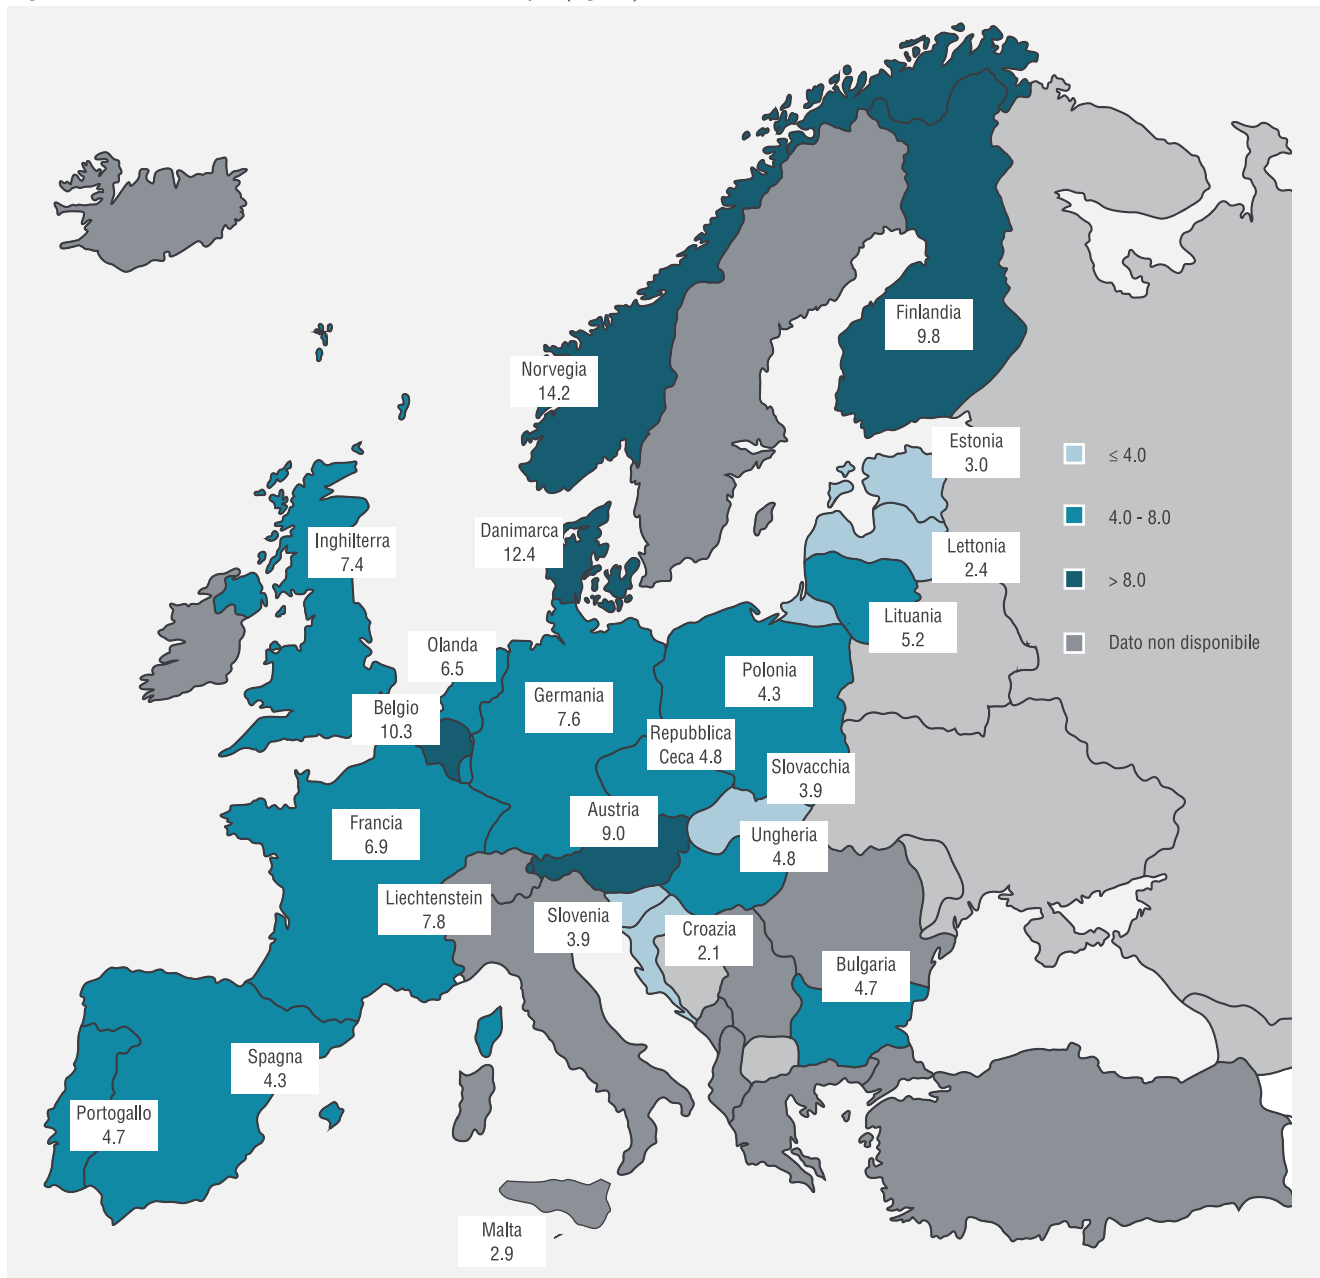 Finlandia
9.8
Norvegia
14.2
Estonia
3.0
≤ 4.0
4.0 - 8.0
Danimarca
12.4
Inghilterra
7.4
Lettonia
2.4
> 8.0
Lituania
5.2
Dato non disponibile
Olanda
6.5
Polonia
4.3
Germania
7.6
Belgio
10.3
Repubblica
Ceca 4.8
Slovacchia
3.9
Austria
9.0
Francia
6.9
Ungheria
4.8
Liechtenstein
7.8
Slovenia
3.9
Croazia
2.1
Bulgaria
4.7
Spagna
4.3
Portogallo
4.7
Malta
2.9